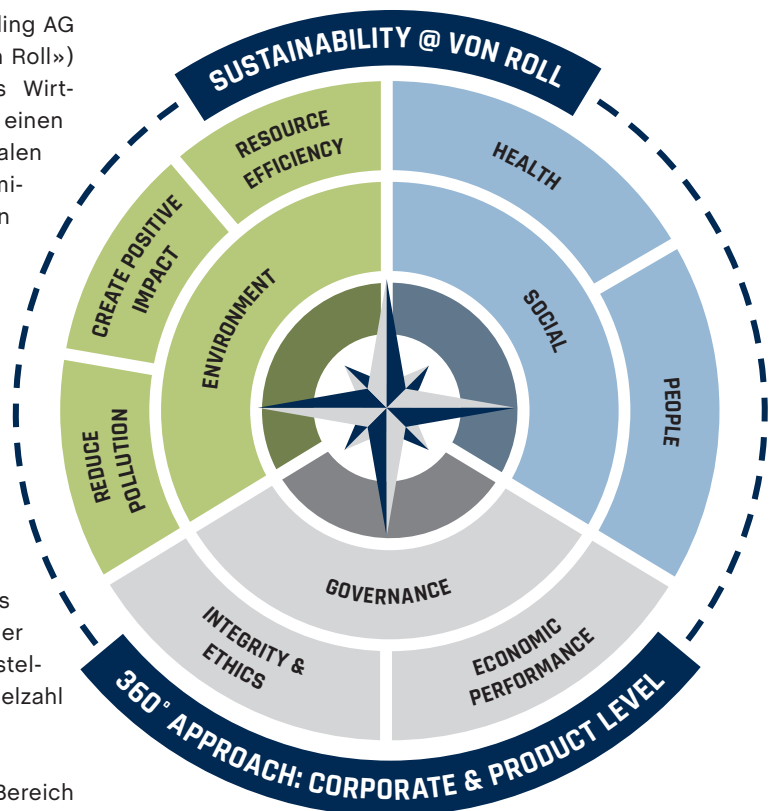 ding AG
Roll»)
Wirt-
einen
alen
mi-
n
s
er
stel-
elzahl
Bereich
SUSTAINABILITY @ VON ROLL
RESOURCE
EFFICIENCY
HEALTH
CREATE POSITIVE
IMPACT
ENVIRONMENT
SOCIAL
PEOPLE
REDUCE
POLLUTION
GOVERNANCE
INTEGRITY &
ETHICS
ECONOMIC
PERFORMANCE
360° APPROACH: CORPORATE & PRODUCT LEVEL